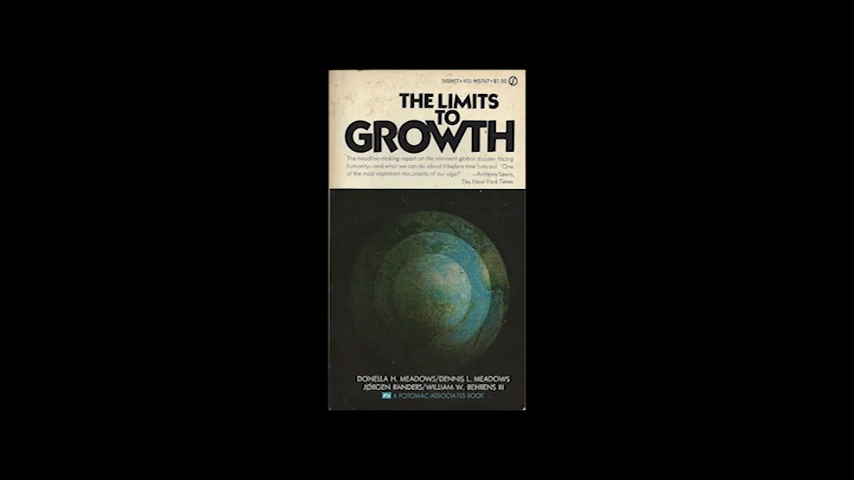 SIGNET • 451-W5767 • $1.50
THE LIMITS
TO
GROWTH
The headline-making report on the imminent global disaster facing
humanity—and what we can do about it before time runs out. "One
of the most important documents of our age!" —Anthony Lewis,
The New York Times
DONELLA H. MEADOWS/DENNIS L. MEADOWS
JØRGEN RANDERS/WILLIAM W. BEHRENS III
A POTOMAC ASSOCIATES BOOK